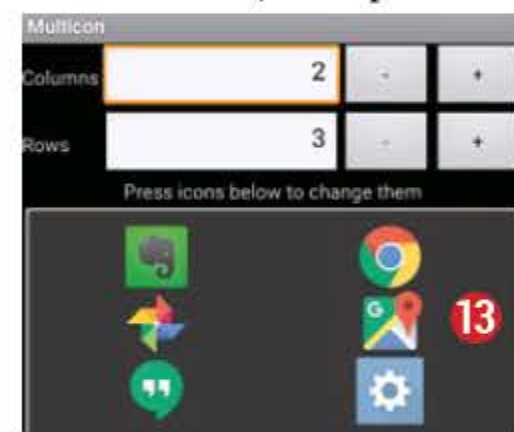 Multicon
Columns 2 - +
Rows 3 - +
Press icons below to change them
G
13